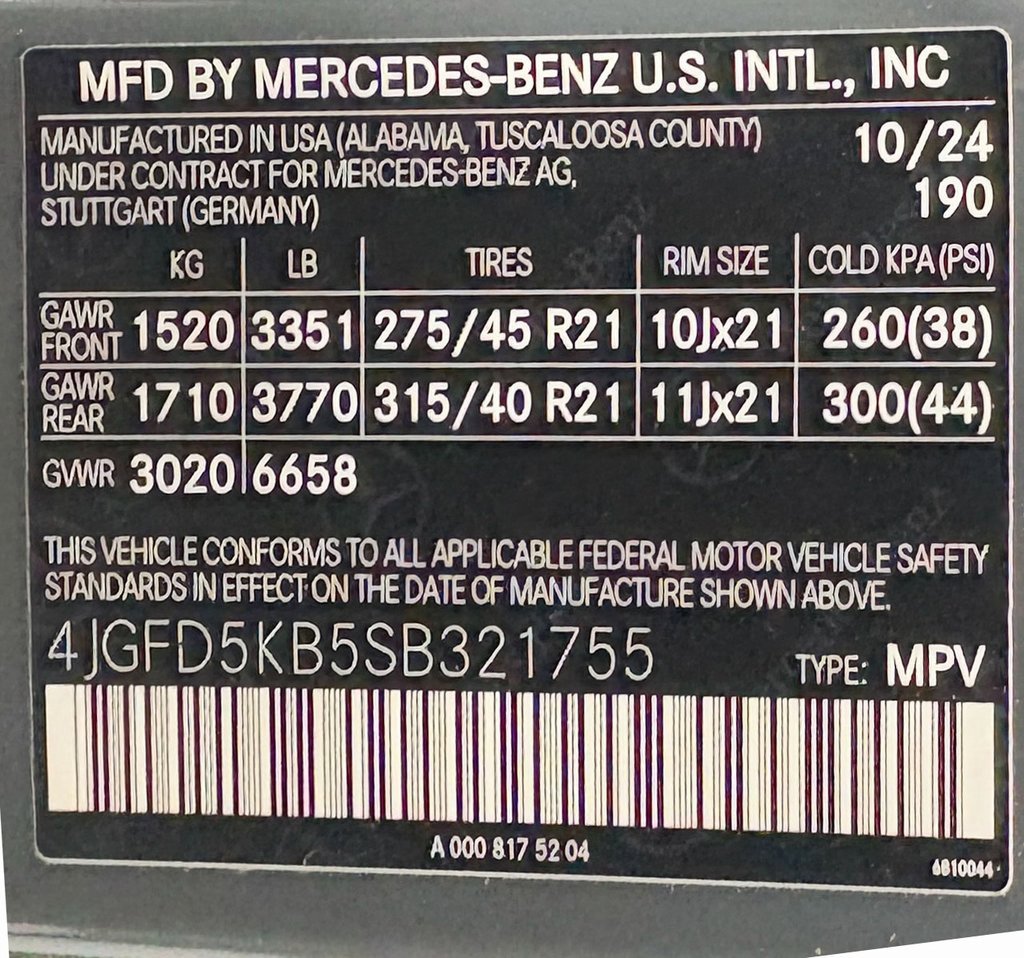 MFD BY MERCEDES-BENZ U.S. INTL., INC
MANUFACTURED IN USA (ALABAMA, TUSCALOOSA COUNTY) 10/24
UNDER CONTRACT FOR MERCEDES-BENZ AG,
STUTTGART (GERMANY) 190
KG LB TIRES RIM SIZE COLD KPA (PSI)
GAWR FRONT 1520 3351 275/45 R21 10Jx21 260(38)
GAWR REAR 1710 3770 315/40 R21 11Jx21 300(44)
GVWR 3020 6658
THIS VEHICLE CONFORMS TO ALL APPLICABLE FEDERAL MOTOR VEHICLE SAFETY
STANDARDS IN EFFECT ON THE DATE OF MANUFACTURE SHOWN ABOVE.
4JGFD5KB5SB321755 TYPE: MPV
A 000 817 52 04